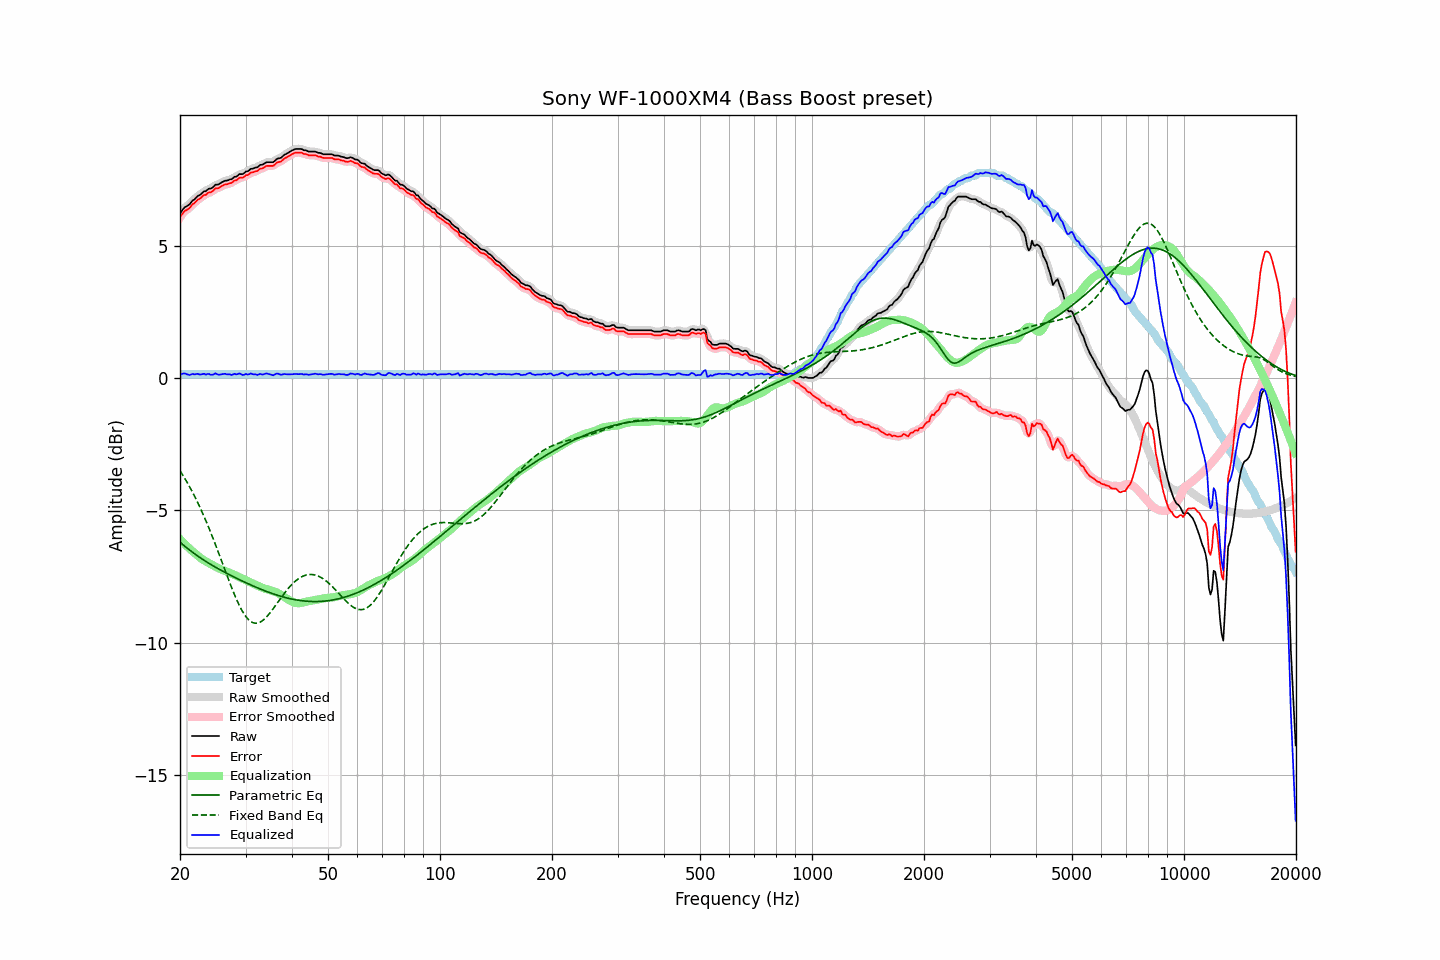 Sony WF-1000XM4 (Bass Boost preset)
Amplitude (dBr)
5
0
−5
−10
−15
Target
Raw Smoothed
Error Smoothed
Raw
Error
Equalization
Parametric Eq
Fixed Band Eq
Equalized
20 50 100 200 500 1000 2000 5000 10000 20000
Frequency (Hz)